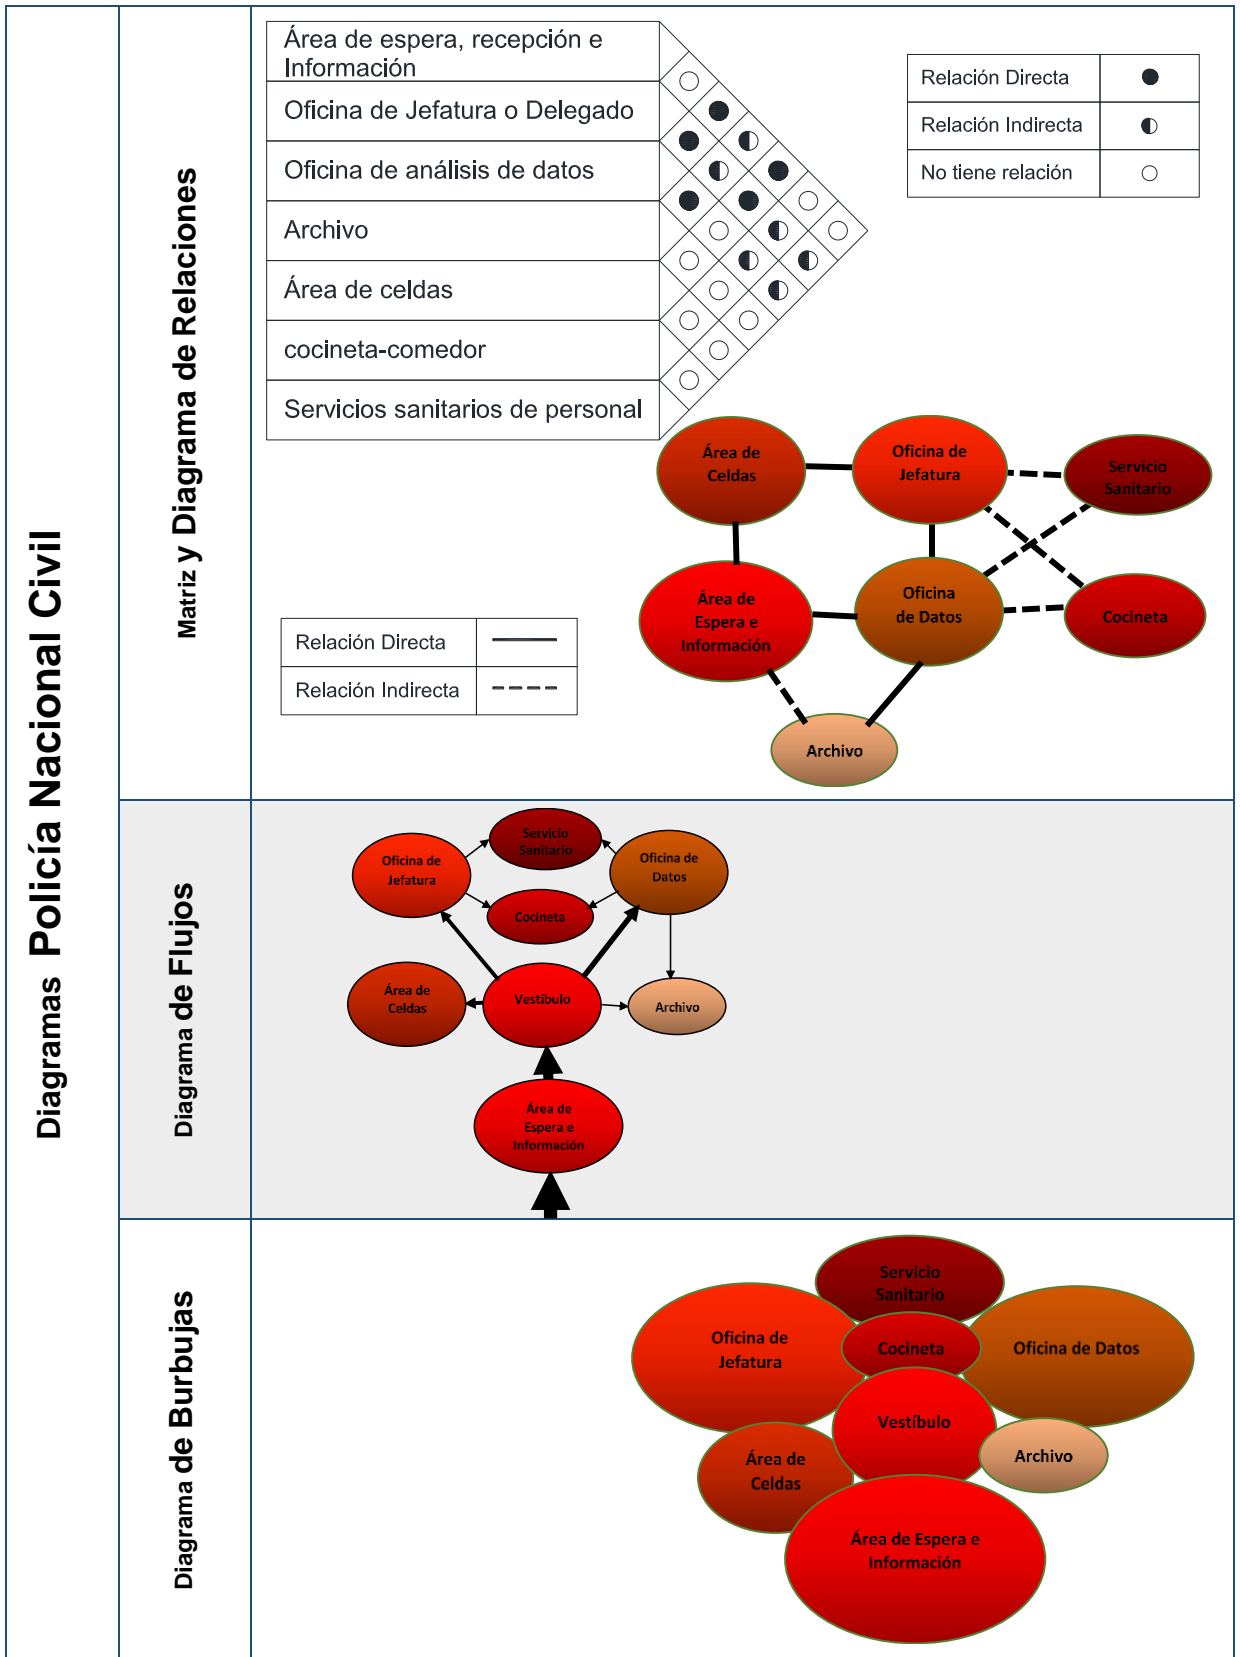 Diagramas Policía Nacional Civil
Matriz y Diagrama de Relaciones
Área de espera, recepción e
Información
Oficina de Jefatura o Delegado
Oficina de análisis de datos
Archivo
Área de celdas
cocineta-comedor
Servicios sanitarios de personal
Relación Directa
Relación Indirecta
No tiene relación
Área de
Celdas
Oficina de
Jefatura
Servicio
Sanitario
Área de
Espera e
Información
Oficina
de Datos
Cocineta
Archivo
Relación Directa
Relación Indirecta
Diagrama de Flujos
Servicio
Sanitario
Oficina de
Jefatura
Oficina de
Datos
Cocineta
Área de
Celdas
Vestíbulo
Archivo
Área de
Espera e
Información
Diagrama de Burbujas
Servicio
Sanitario
Oficina de
Jefatura
Cocineta
Oficina de Datos
Vestíbulo
Área de
Celdas
Archivo
Área de Espera e
Información